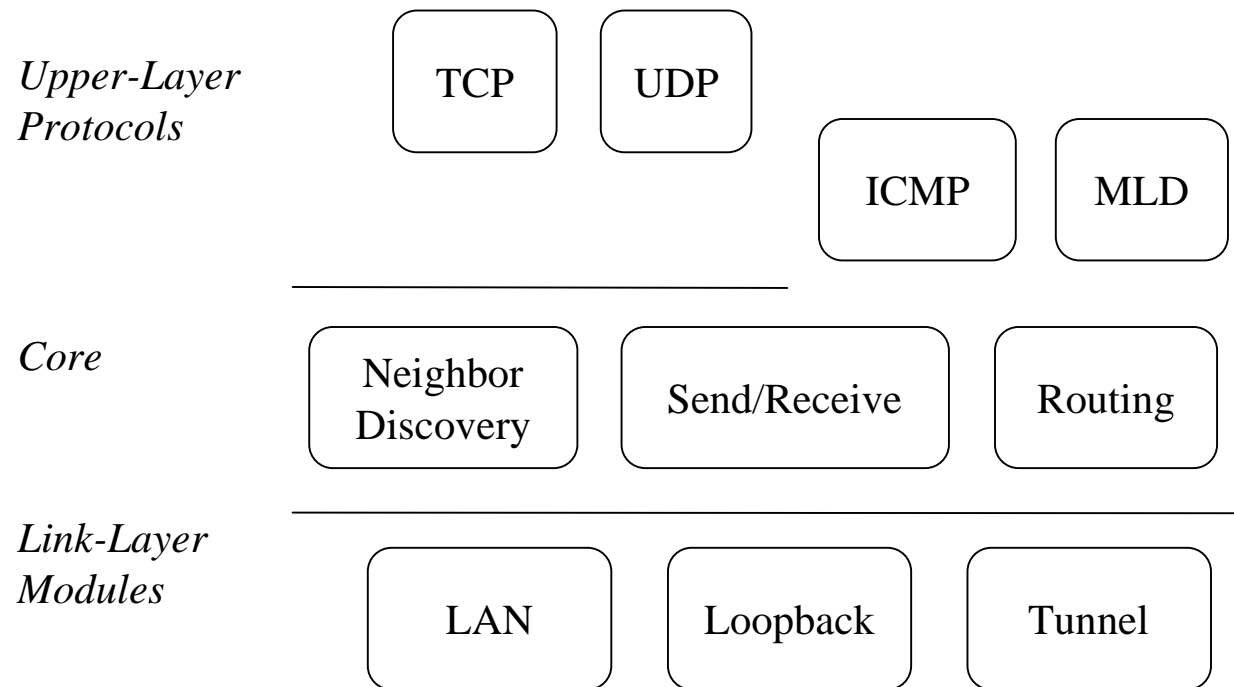 Upper-Layer
Protocols
TCP
UDP
ICMP
MLD
Core
Neighbor
Discovery
Send/Receive
Routing
Link-Layer
Modules
LAN
Loopback
Tunnel